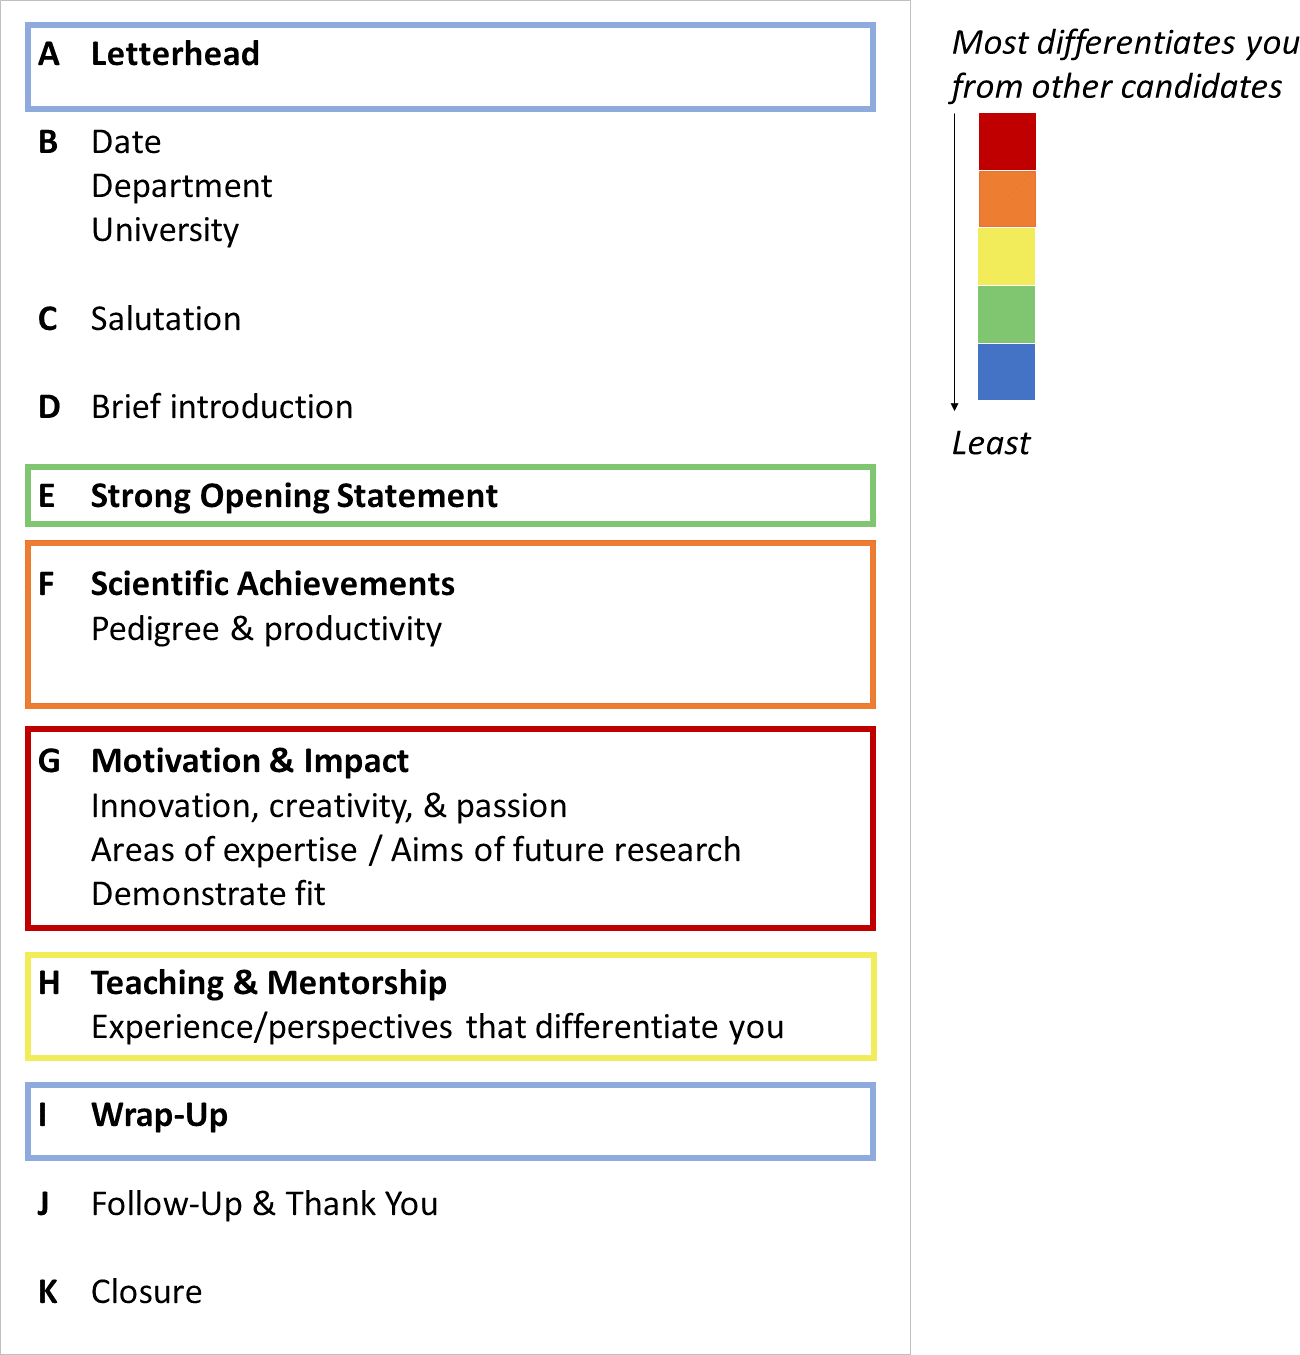 A Letterhead
B Date
Department
University
C Salutation
D Brief introduction
E Strong Opening Statement
F Scientific Achievements
Pedigree & productivity
G Motivation & Impact
Innovation, creativity, & passion
Areas of expertise / Aims of future research
Demonstrate fit
H Teaching & Mentorship
Experience/perspectives that differentiate you
I Wrap-Up
J Follow-Up & Thank You
K Closure
Most differentiates you
from other candidates
Least